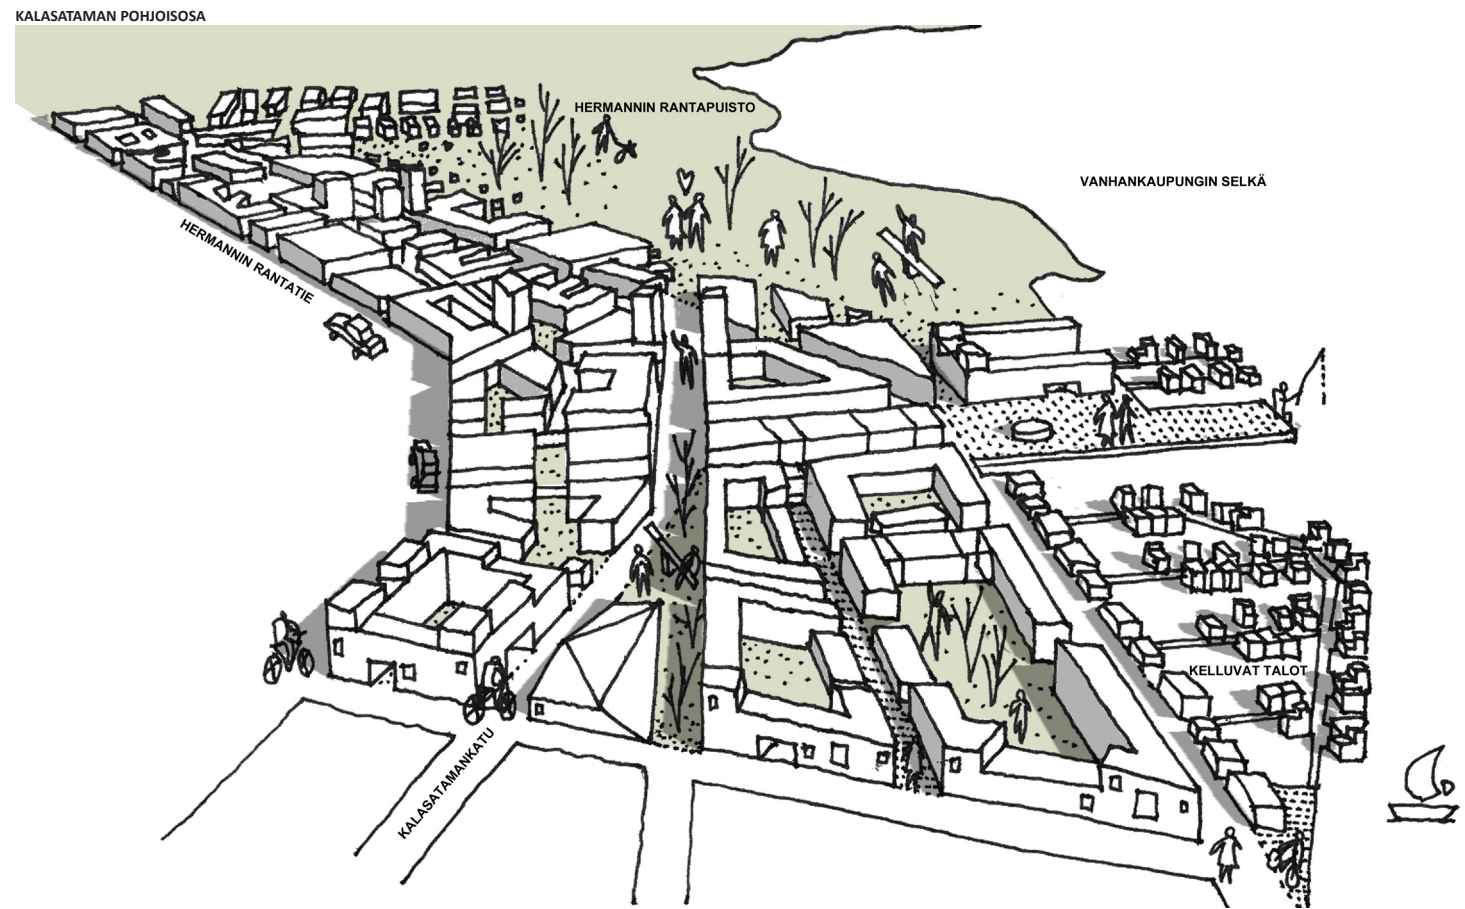 KALASATAMAN POHJOISOSA
HERMANNIN RANTAPUISTO
VANHANKAUPUNGIN SELKÄ
HERMANNIN RANTATIE
KELLUVAT TALOT
KALASATAMANKATU